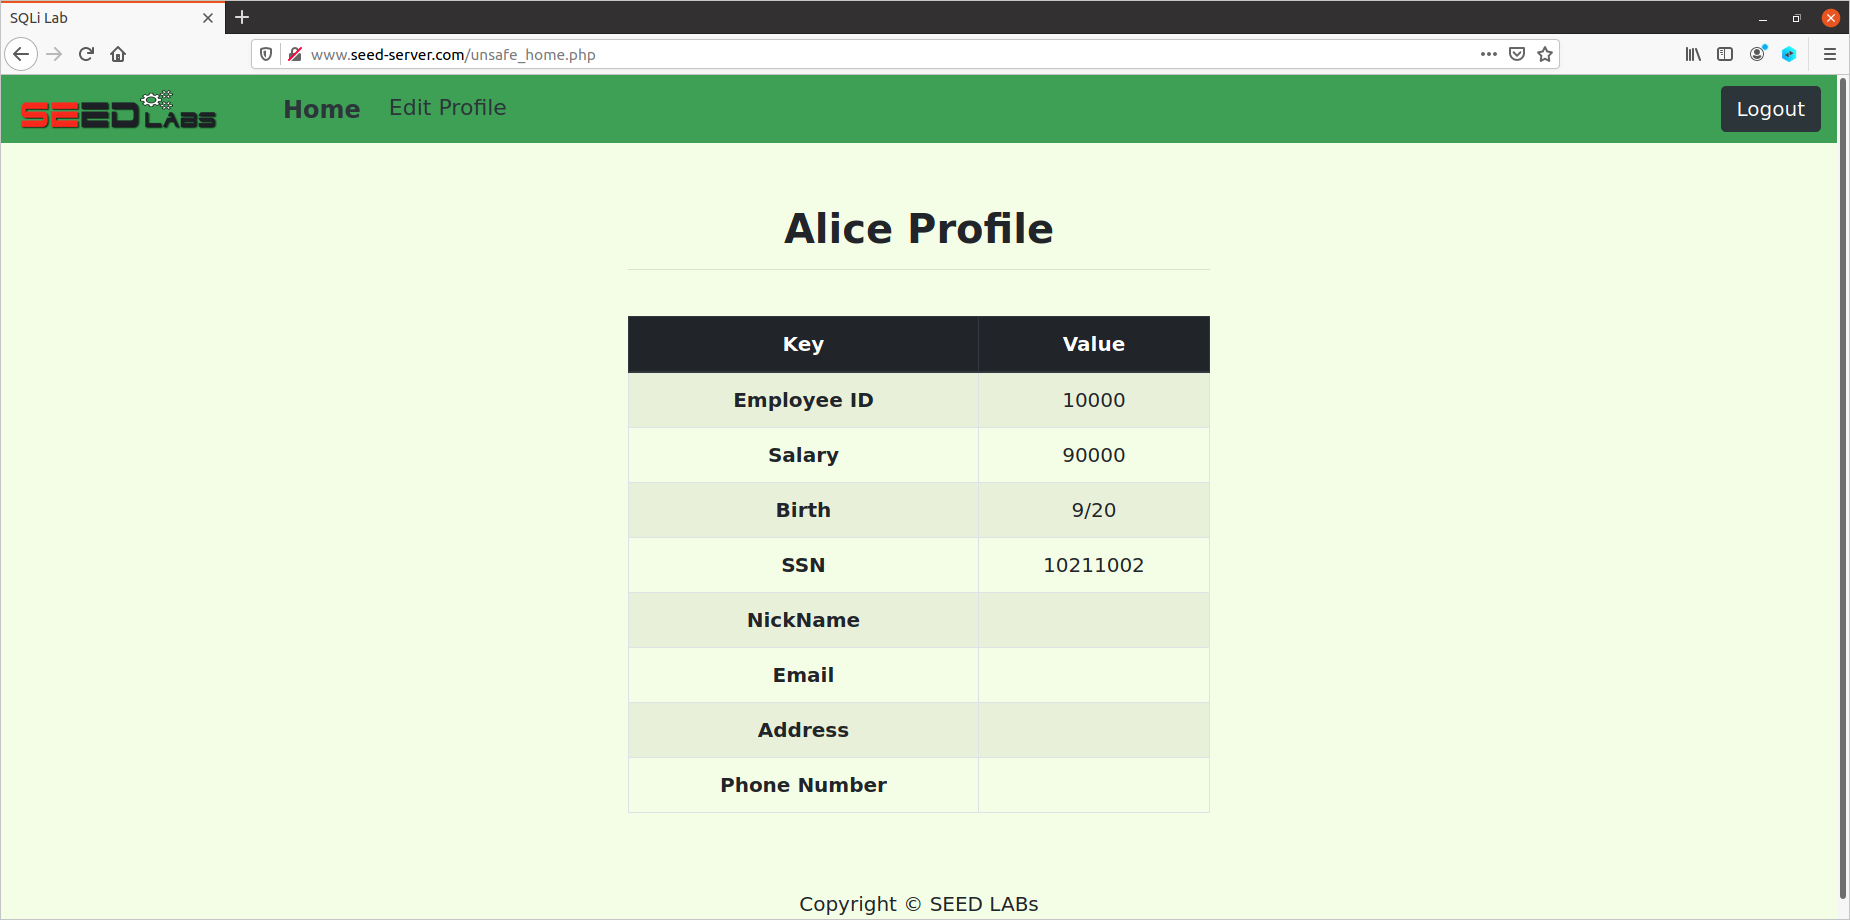 SQLi Lab
www.seed-server.com/unsafe_home.php
SEED LABS Home Edit Profile Logout
Alice Profile
Key Value
Employee ID 10000
Salary 90000
Birth 9/20
SSN 10211002
NickName
Email
Address
Phone Number
Copyright © SEED LABs